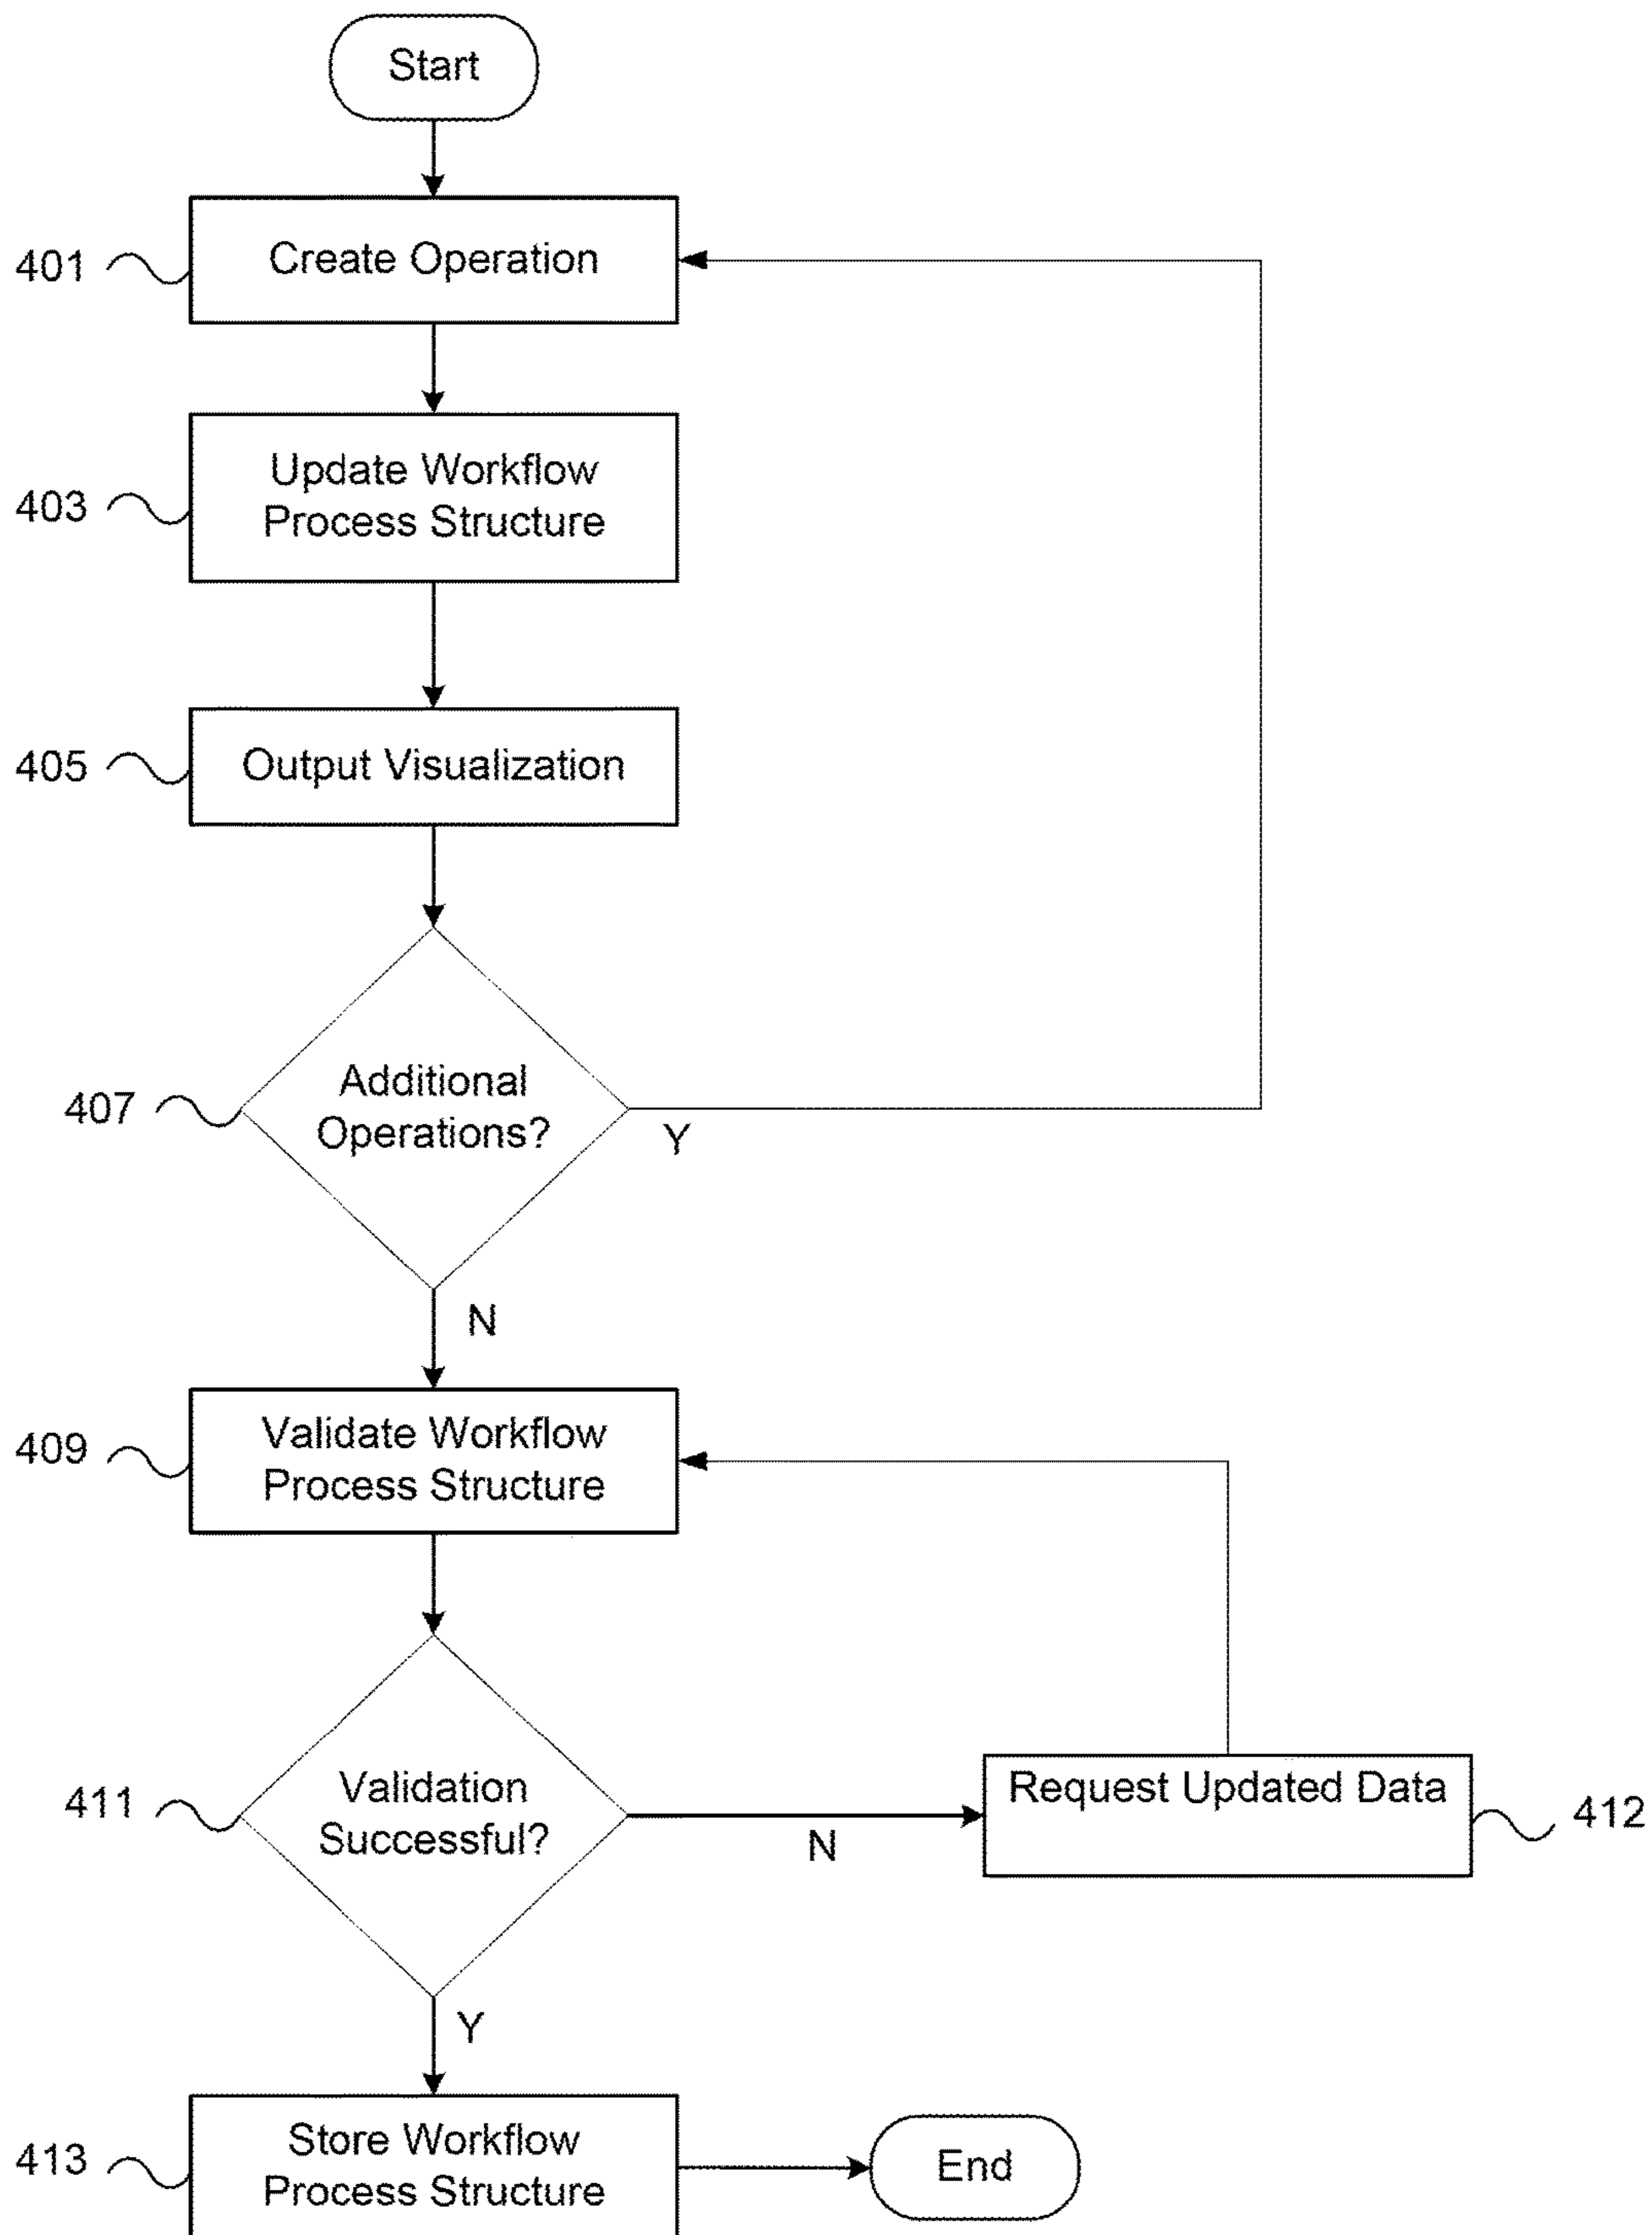 Start
401
Create Operation
403
Update Workflow
Process Structure
405
Output Visualization
407
Additional
Operations?
Y
N
409
Validate Workflow
Process Structure
411
Validation
Successful?
N
Request Updated Data
412
Y
413
Store Workflow
Process Structure
End